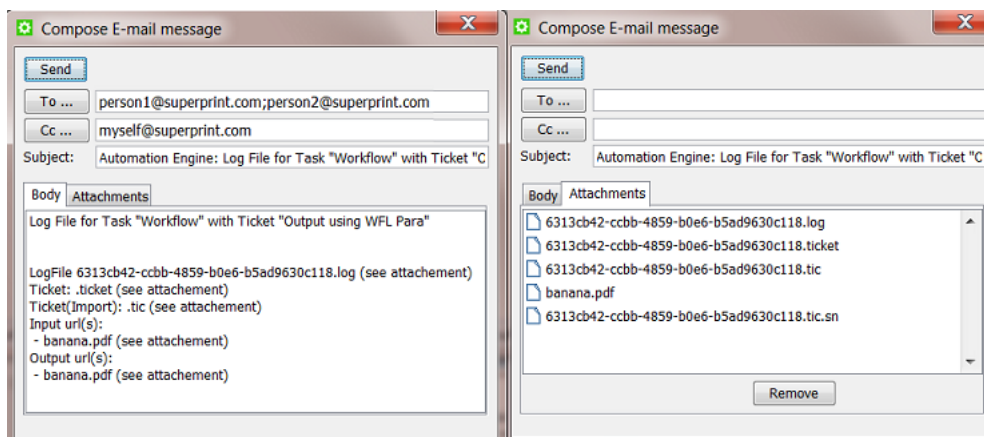 Compose E-mail message
Send
To ... person1@superprint.com;person2@superprint.com
Cc ... myself@superprint.com
Subject: Automation Engine: Log File for Task "Workflow" with Ticket "C
Body Attachments
Log File for Task "Workflow" with Ticket "Output using WFL Para"
LogFile 6313cb42-ccbb-4859-b0e6-b5ad9630c118.log (see attachement)
Ticket: .ticket (see attachement)
Ticket(Import): .tic (see attachement)
Input url(s):
- banana.pdf (see attachement)
Output url(s):
- banana.pdf (see attachement)
Compose E-mail message
Send
To ...
Cc ...
Subject: Automation Engine: Log File for Task "Workflow" with Ticket "C
Body Attachments
6313cb42-ccbb-4859-b0e6-b5ad9630c118.log
6313cb42-ccbb-4859-b0e6-b5ad9630c118.ticket
6313cb42-ccbb-4859-b0e6-b5ad9630c118.tic
banana.pdf
6313cb42-ccbb-4859-b0e6-b5ad9630c118.tic.sn
Remove